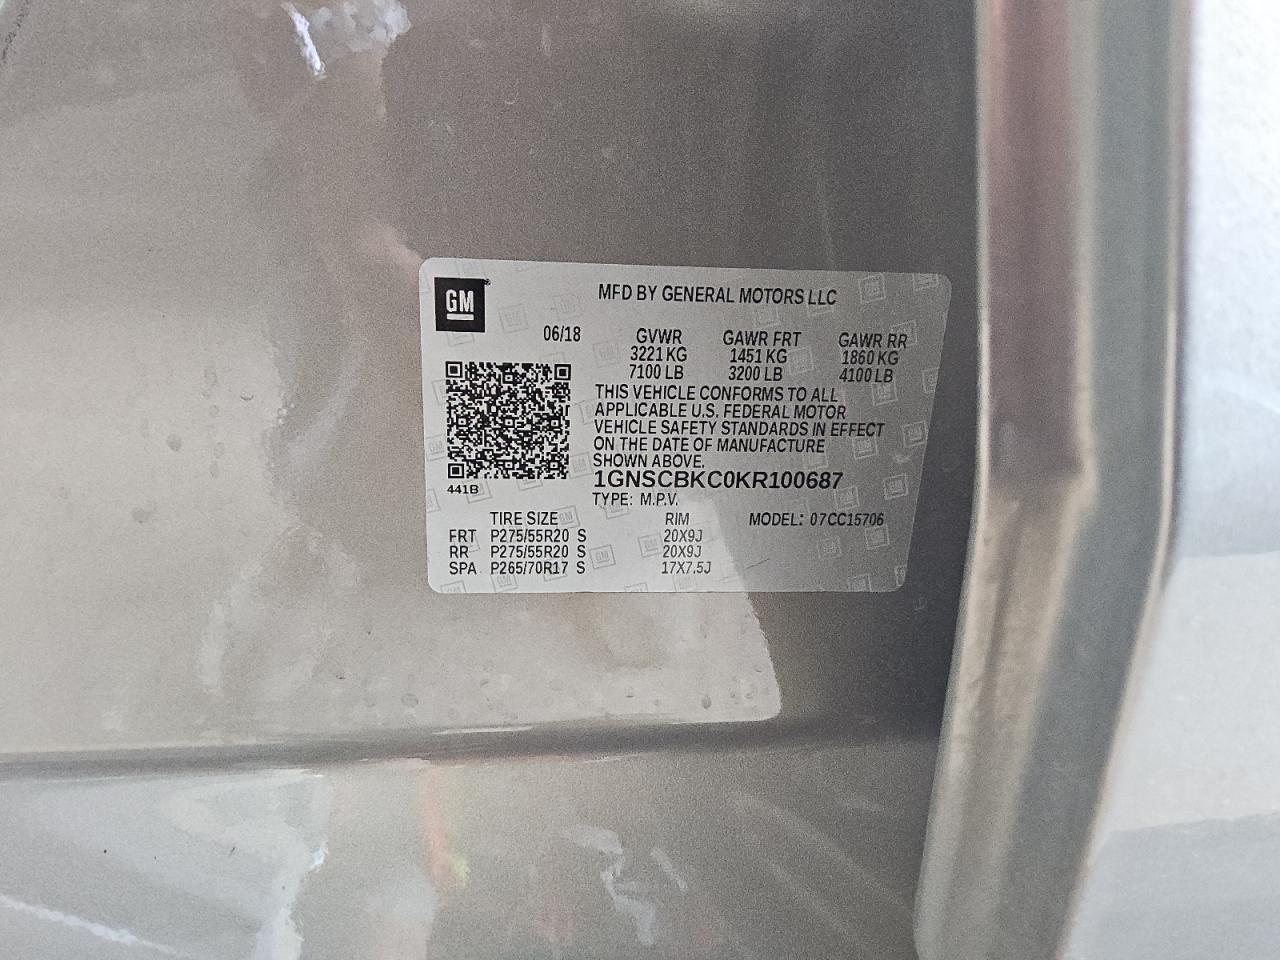 GM
MFD BY GENERAL MOTORS LLC
06/18 GVWR GAWR FRT GAWR RR
3221 KG 1451 KG 1860 KG
7100 LB 3200 LB 4100 LB
THIS VEHICLE CONFORMS TO ALL
APPLICABLE U.S. FEDERAL MOTOR
VEHICLE SAFETY STANDARDS IN EFFECT
ON THE DATE OF MANUFACTURE
SHOWN ABOVE.
441B
1GNSCBKC0KR100687
TYPE: M.P.V.
TIRE SIZE RIM MODEL: 07CC15706
FRT P275/55R20 S 20X9J
RR P275/55R20 S 20X9J
SPA P265/70R17 S 17X7.5J